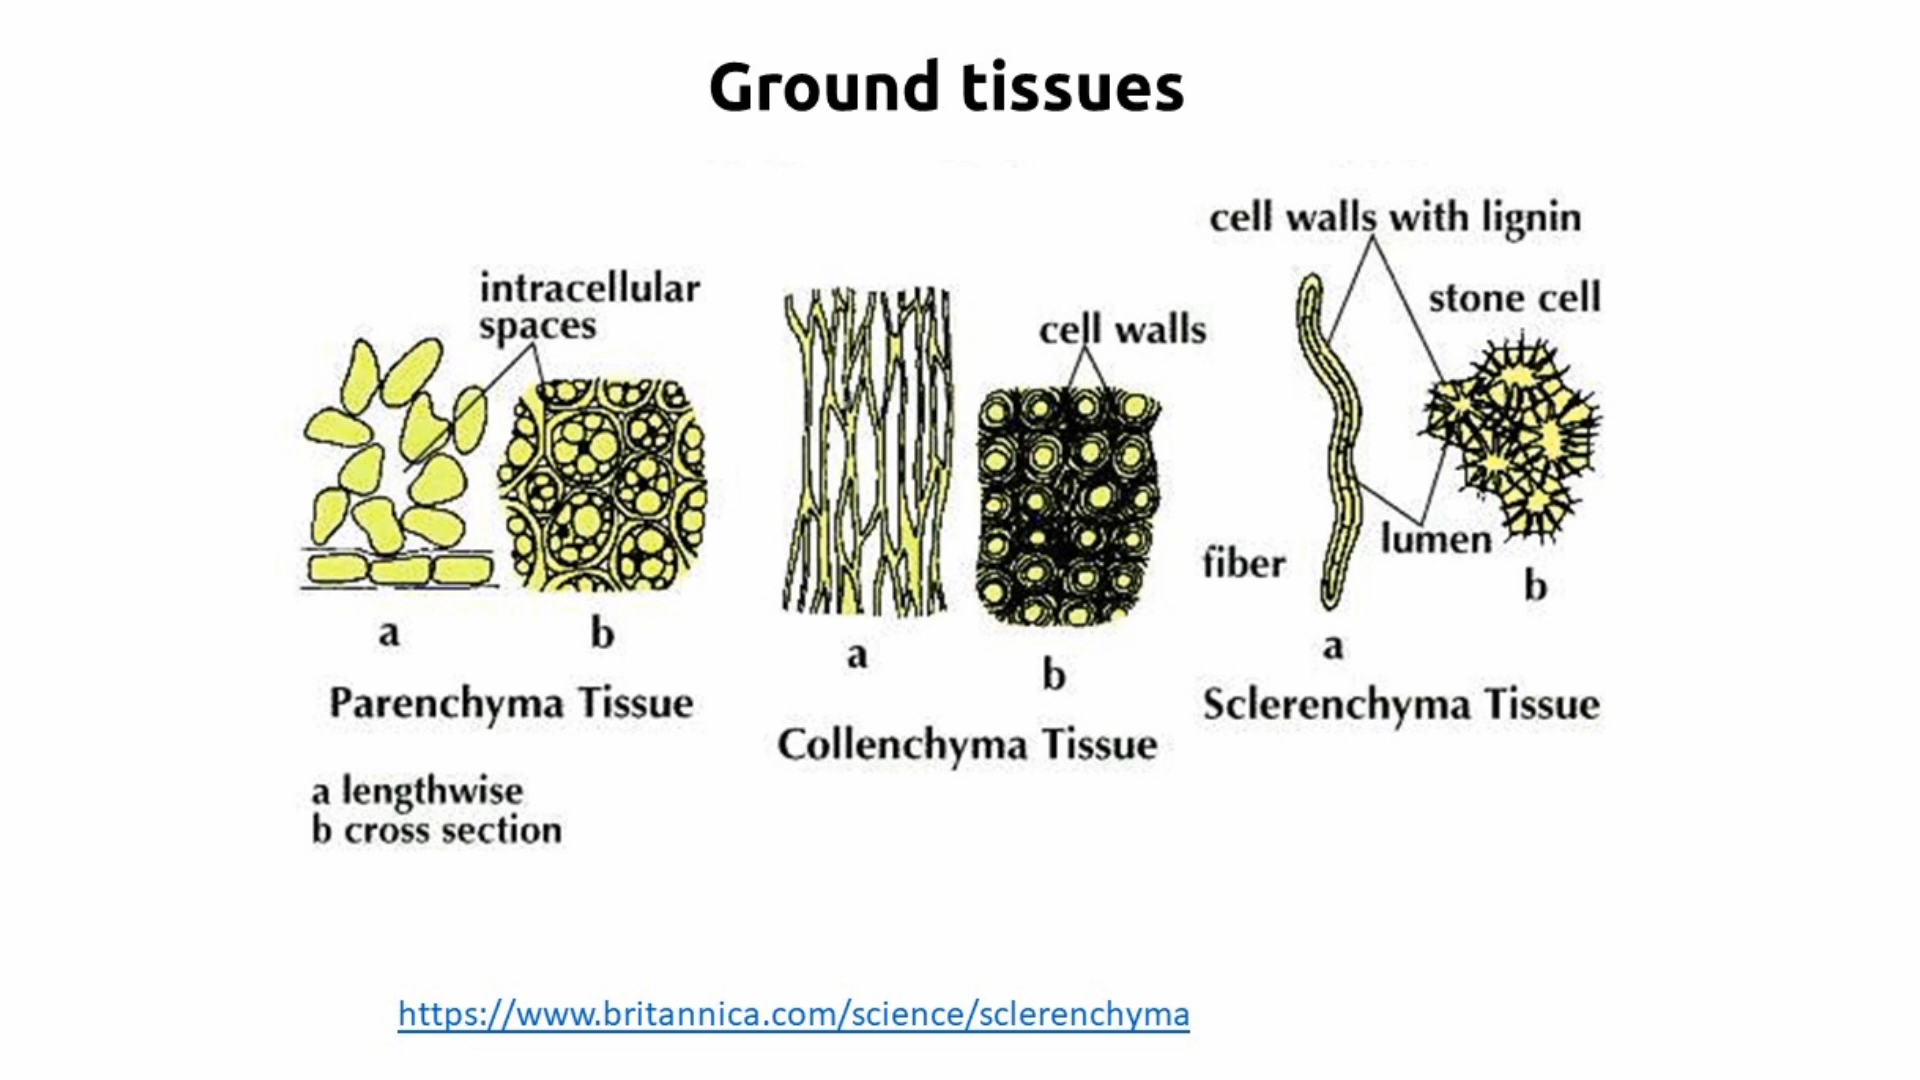 Ground tissues
intracellular
spaces
a
b
Parenchyma Tissue
a lengthwise
b cross section
cell walls
a
b
Collenchyma Tissue
cell walls with lignin
stone cell
lumen
fiber
b
a
Sclerenchyma Tissue
https://www.britannica.com/science/sclerenchyma